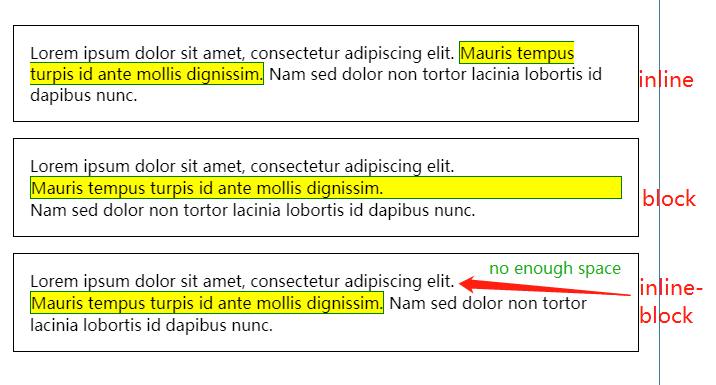 Lorem ipsum dolor sit amet, consectetur adipiscing elit. Mauris tempus
turpis id ante mollis dignissim. Nam sed dolor non tortor lacinia lobortis id
dapibus nunc.
inline
Lorem ipsum dolor sit amet, consectetur adipiscing elit.
Mauris tempus turpis id ante mollis dignissim.
Nam sed dolor non tortor lacinia lobortis id dapibus nunc.
block
no enough space
Lorem ipsum dolor sit amet, consectetur adipiscing elit.
Mauris tempus turpis id ante mollis dignissim. Nam sed dolor non tortor
lacinia lobortis id dapibus nunc.
inline-
block